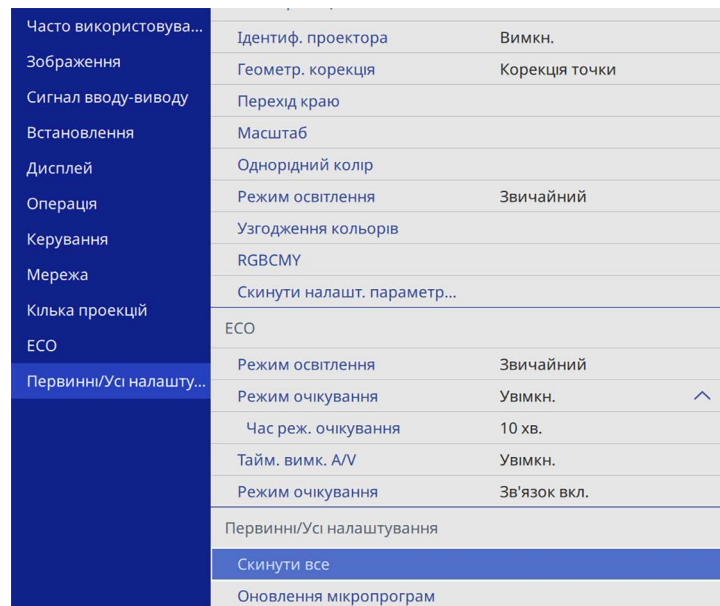 Часто використовува...
Зображення
Сигнал вводу-виводу
Встановлення
Дисплей
Операція
Керування
Мережа
Кілька проекцій
ECO
Первинні/Усі налашту...
Ідентиф. проектора Вимкн.
Геометр. корекція Корекція точки
Перехід краю
Масштаб
Однорідний колір
Режим освітлення Звичайний
Узгодження кольорів
RGBCMY
Скинути налашт. параметр...
ECO
Режим освітлення Звичайний
Режим очікування Увімкн.
Час реж. очікування 10 хв.
Тайм. вимк. A/V Увімкн.
Режим очікування Зв'язок вкл.
Первинні/Усі налаштування
Скинути все
Оновлення мікропрограм